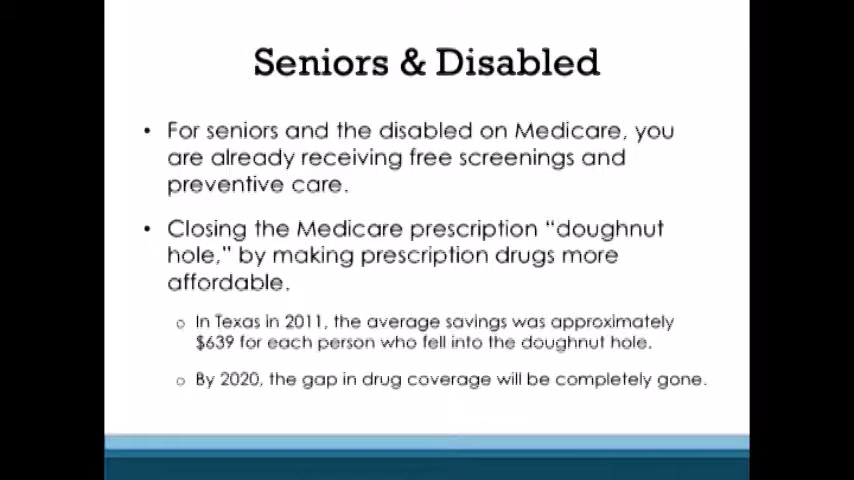 Seniors & Disabled
• For seniors and the disabled on Medicare, you
are already receiving free screenings and
preventive care.
• Closing the Medicare prescription “doughnut
hole,” by making prescription drugs more
affordable.
o In Texas in 2011, the average savings was approximately
$639 for each person who fell into the doughnut hole.
o By 2020, the gap in drug coverage will be completely gone.